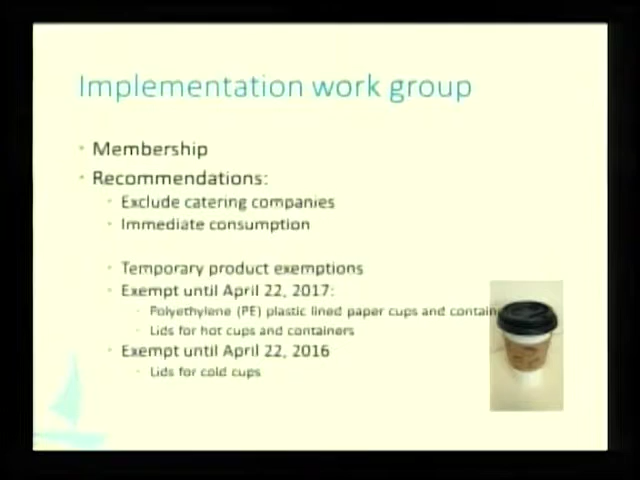 Implementation work group
• Membership
• Recommendations:
• Exclude catering companies
• Immediate consumption
• Temporary product exemptions
• Exempt until April 22, 2017:
• Polyethylene (PE) plastic lined paper cups and contain
• Lids for hot cups and containers
• Exempt until April 22, 2016
• Lids for cold cups